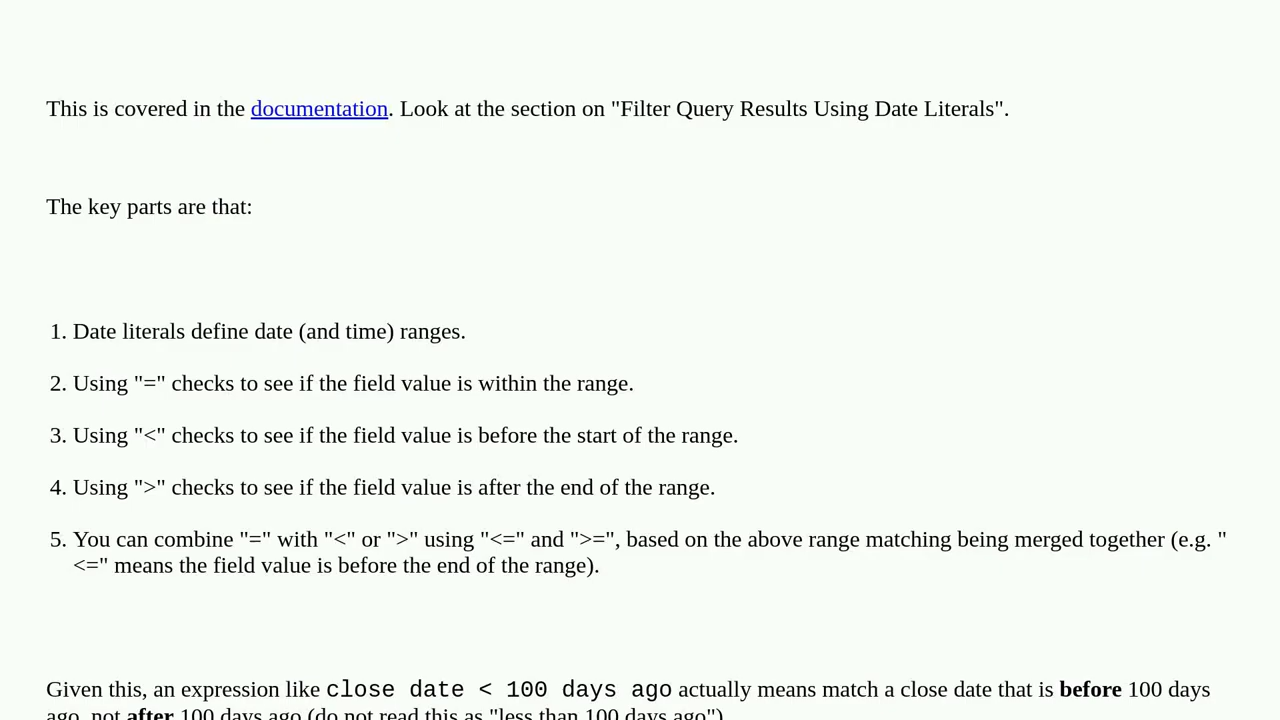 This is covered in the documentation. Look at the section on "Filter Query Results Using Date Literals".
The key parts are that:
1. Date literals define date (and time) ranges.
2. Using "=" checks to see if the field value is within the range.
3. Using "<" checks to see if the field value is before the start of the range.
4. Using ">" checks to see if the field value is after the end of the range.
5. You can combine "=" with "<" or ">" using "<=" and ">=", based on the above range matching being merged together (e.g. "
<=" means the field value is before the end of the range).
Given this, an expression like close date < 100 days ago actually means match a close date that is before 100 days
ago, not after 100 days ago (do not read this as "less than 100 days ago")